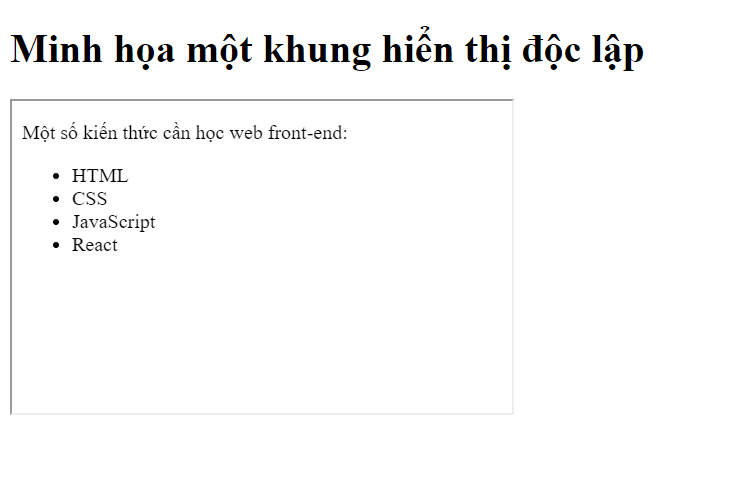 Minh họa một khung hiển thị độc lập
Một số kiến thức cần học web front-end:
HTML
CSS
JavaScript
React